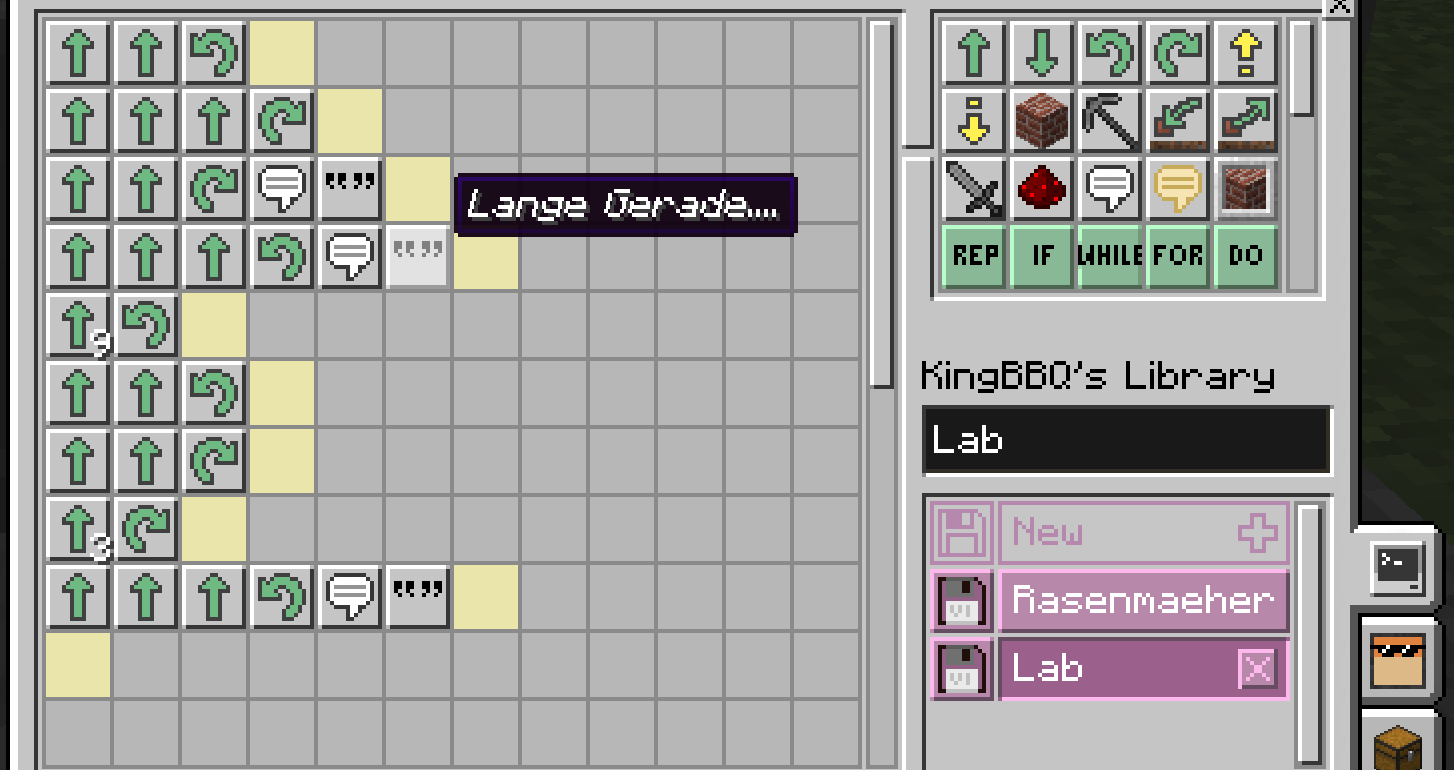 Lange Gerade...
9
3
REP IF WHILE FOR DO
KingBBQ's Library
Lab
New
Rasenmaeher
Lab